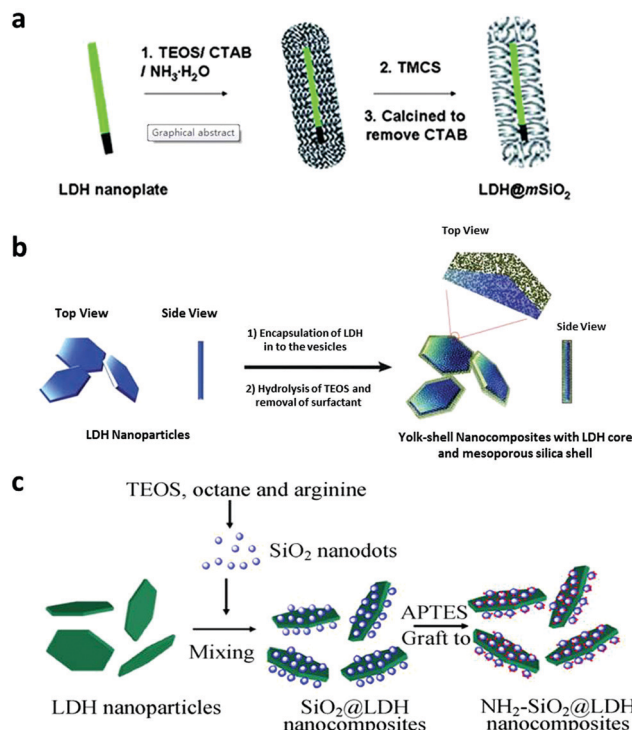 a
1. TEOS/ CTAB
/ NH₃·H₂O
Graphical abstract
2. TMCS
3. Calcined to
remove CTAB
LDH nanoplate
LDH@mSiO₂
b
Top View
Top View
Side View
1) Encapsulation of LDH
in to the vesicles
2) Hydrolysis of TEOS and
removal of surfactant
Side View
LDH Nanoparticles
Yolk-shell Nanocomposites with LDH core
and mesoporous silica shell
c
TEOS, octane and arginine
SiO₂ nanodots
Mixing
APTES
Graft to
LDH nanoparticles
SiO₂@LDH
nanocomposites
NH₂-SiO₂@LDH
nanocomposites